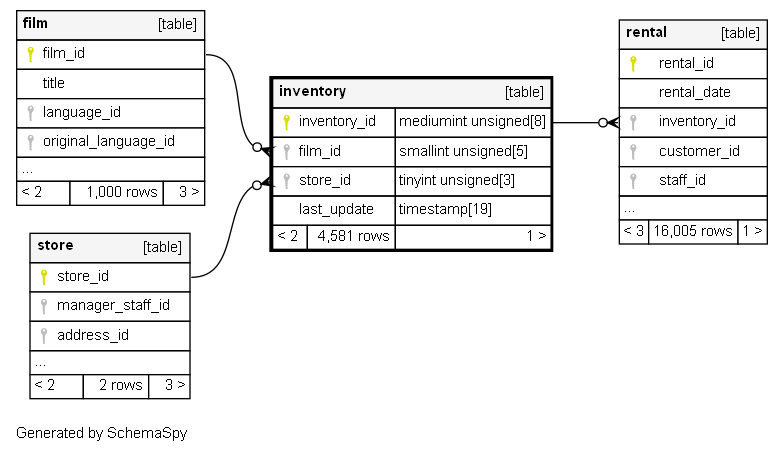 film [table]
film_id
title
language_id
original_language_id
...
< 2 1,000 rows 3 >
store [table]
store_id
manager_staff_id
address_id
...
< 2 2 rows 3 >
inventory [table]
inventory_id mediumint unsigned[8]
film_id smallint unsigned[5]
store_id tinyint unsigned[3]
last_update timestamp[19]
< 2 4,581 rows 1 >
rental [table]
rental_id
rental_date
inventory_id
customer_id
staff_id
...
< 3 16,005 rows 1 >
Generated by SchemaSpy